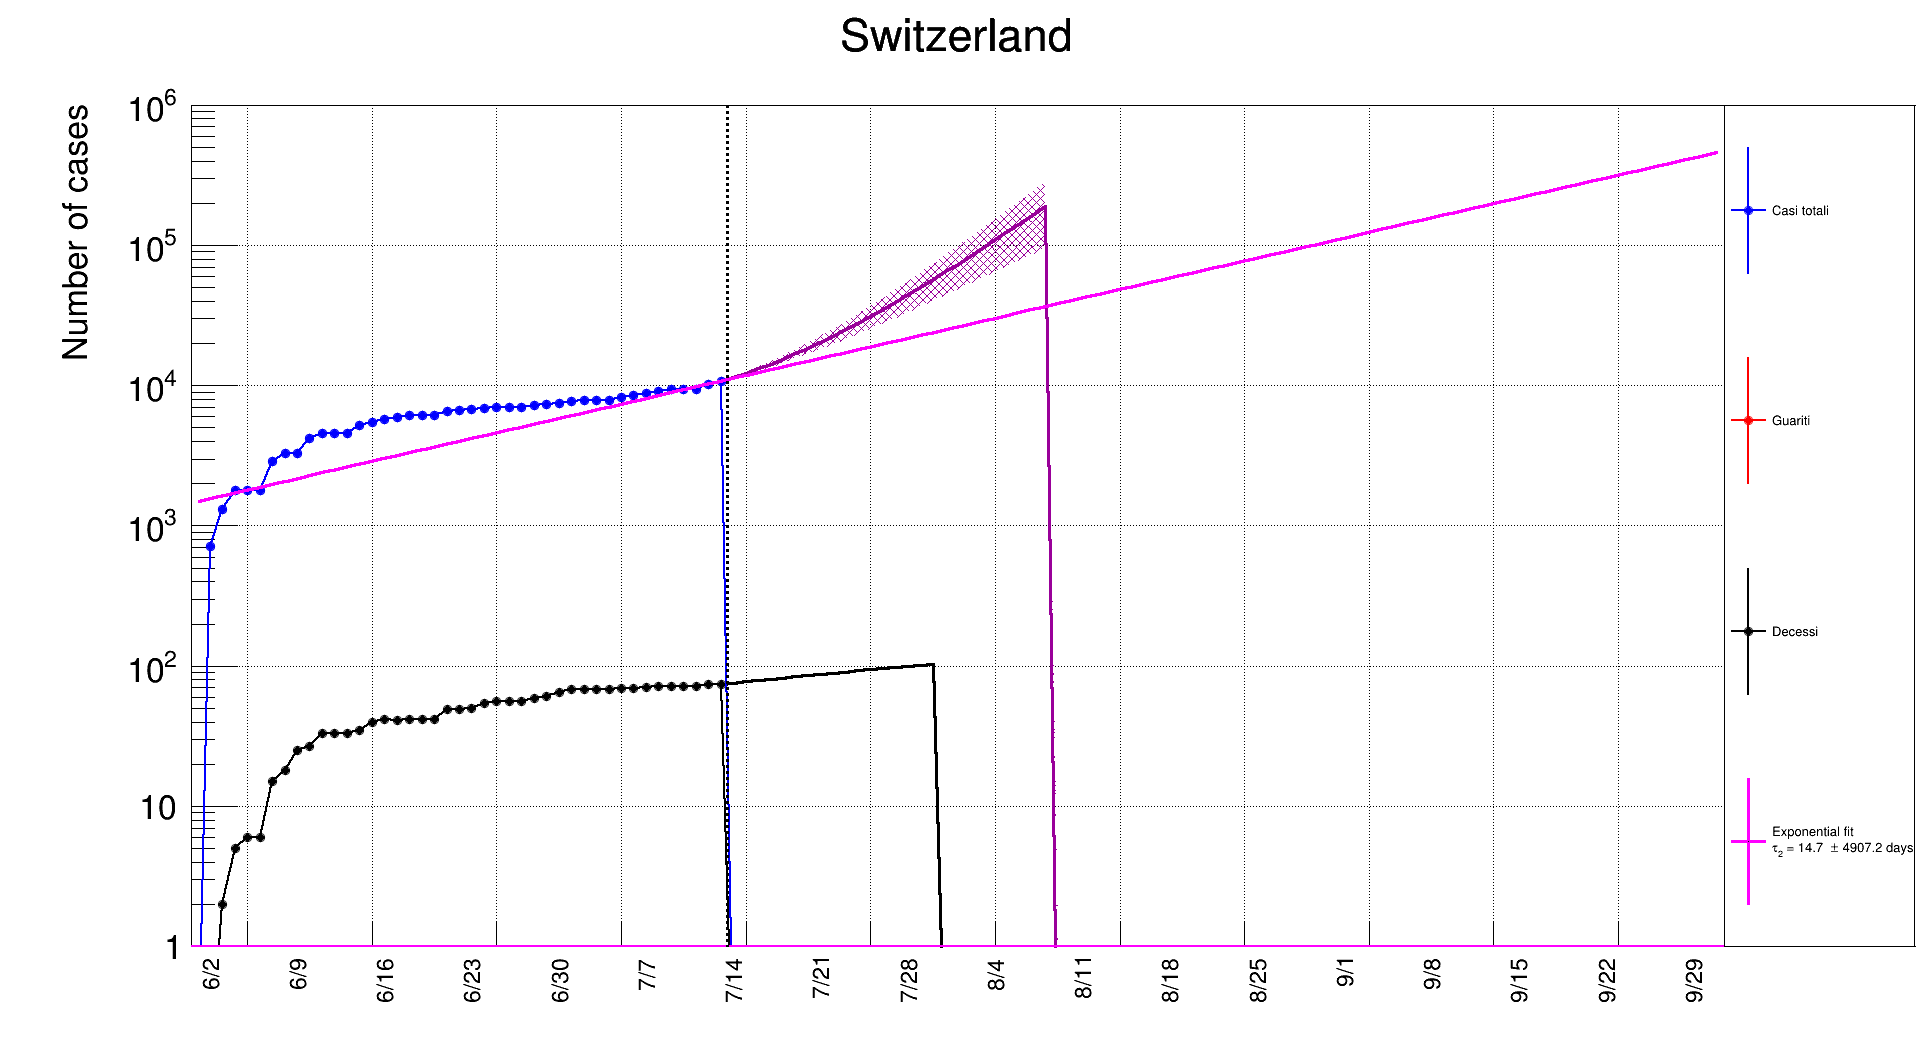 Switzerland
Number of cases
10^6
10^5
10^4
10^3
10^2
10
1
6/2 6/9 6/16 6/23 6/30 7/7 7/14 7/21 7/28 8/4 8/11 8/18 8/25 9/1 9/8 9/15 9/22 9/29
Casi totali
Guariti
Decessi
Exponential fit
τ_2 = 14.7 ± 4907.2 days